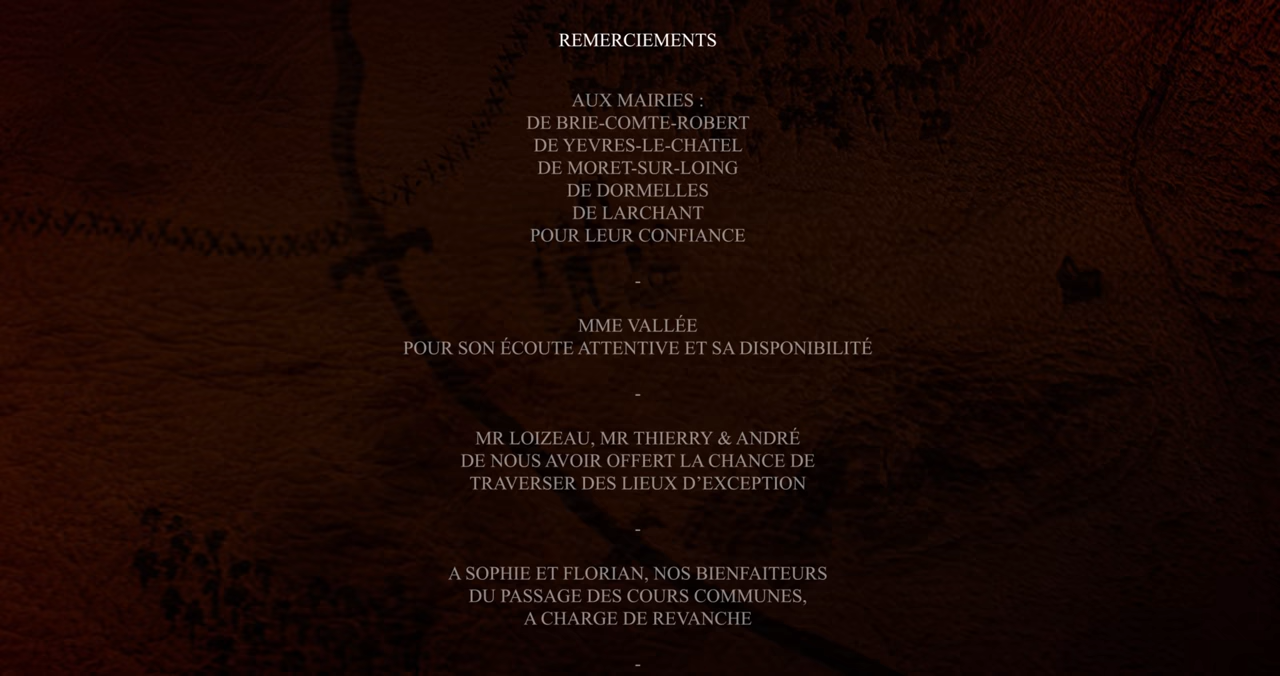 REMERCIEMENTS
AUX MAIRIES :
DE BRIE-COMTE-ROBERT
DE YEVRES-LE-CHATEL
DE MORET-SUR-LOING
DE DORMELLES
DE LARCHANT
POUR LEUR CONFIANCE
-
MME VALLÉE
POUR SON ÉCOUTE ATTENTIVE ET SA DISPONIBILITÉ
-
MR LOIZEAU, MR THIERRY & ANDRÉ
DE NOUS AVOIR OFFERT LA CHANCE DE
TRAVERSER DES LIEUX D’EXCEPTION
-
A SOPHIE ET FLORIAN, NOS BIENFAITEURS
DU PASSAGE DES COURS COMMUNES,
A CHARGE DE REVANCHE
-